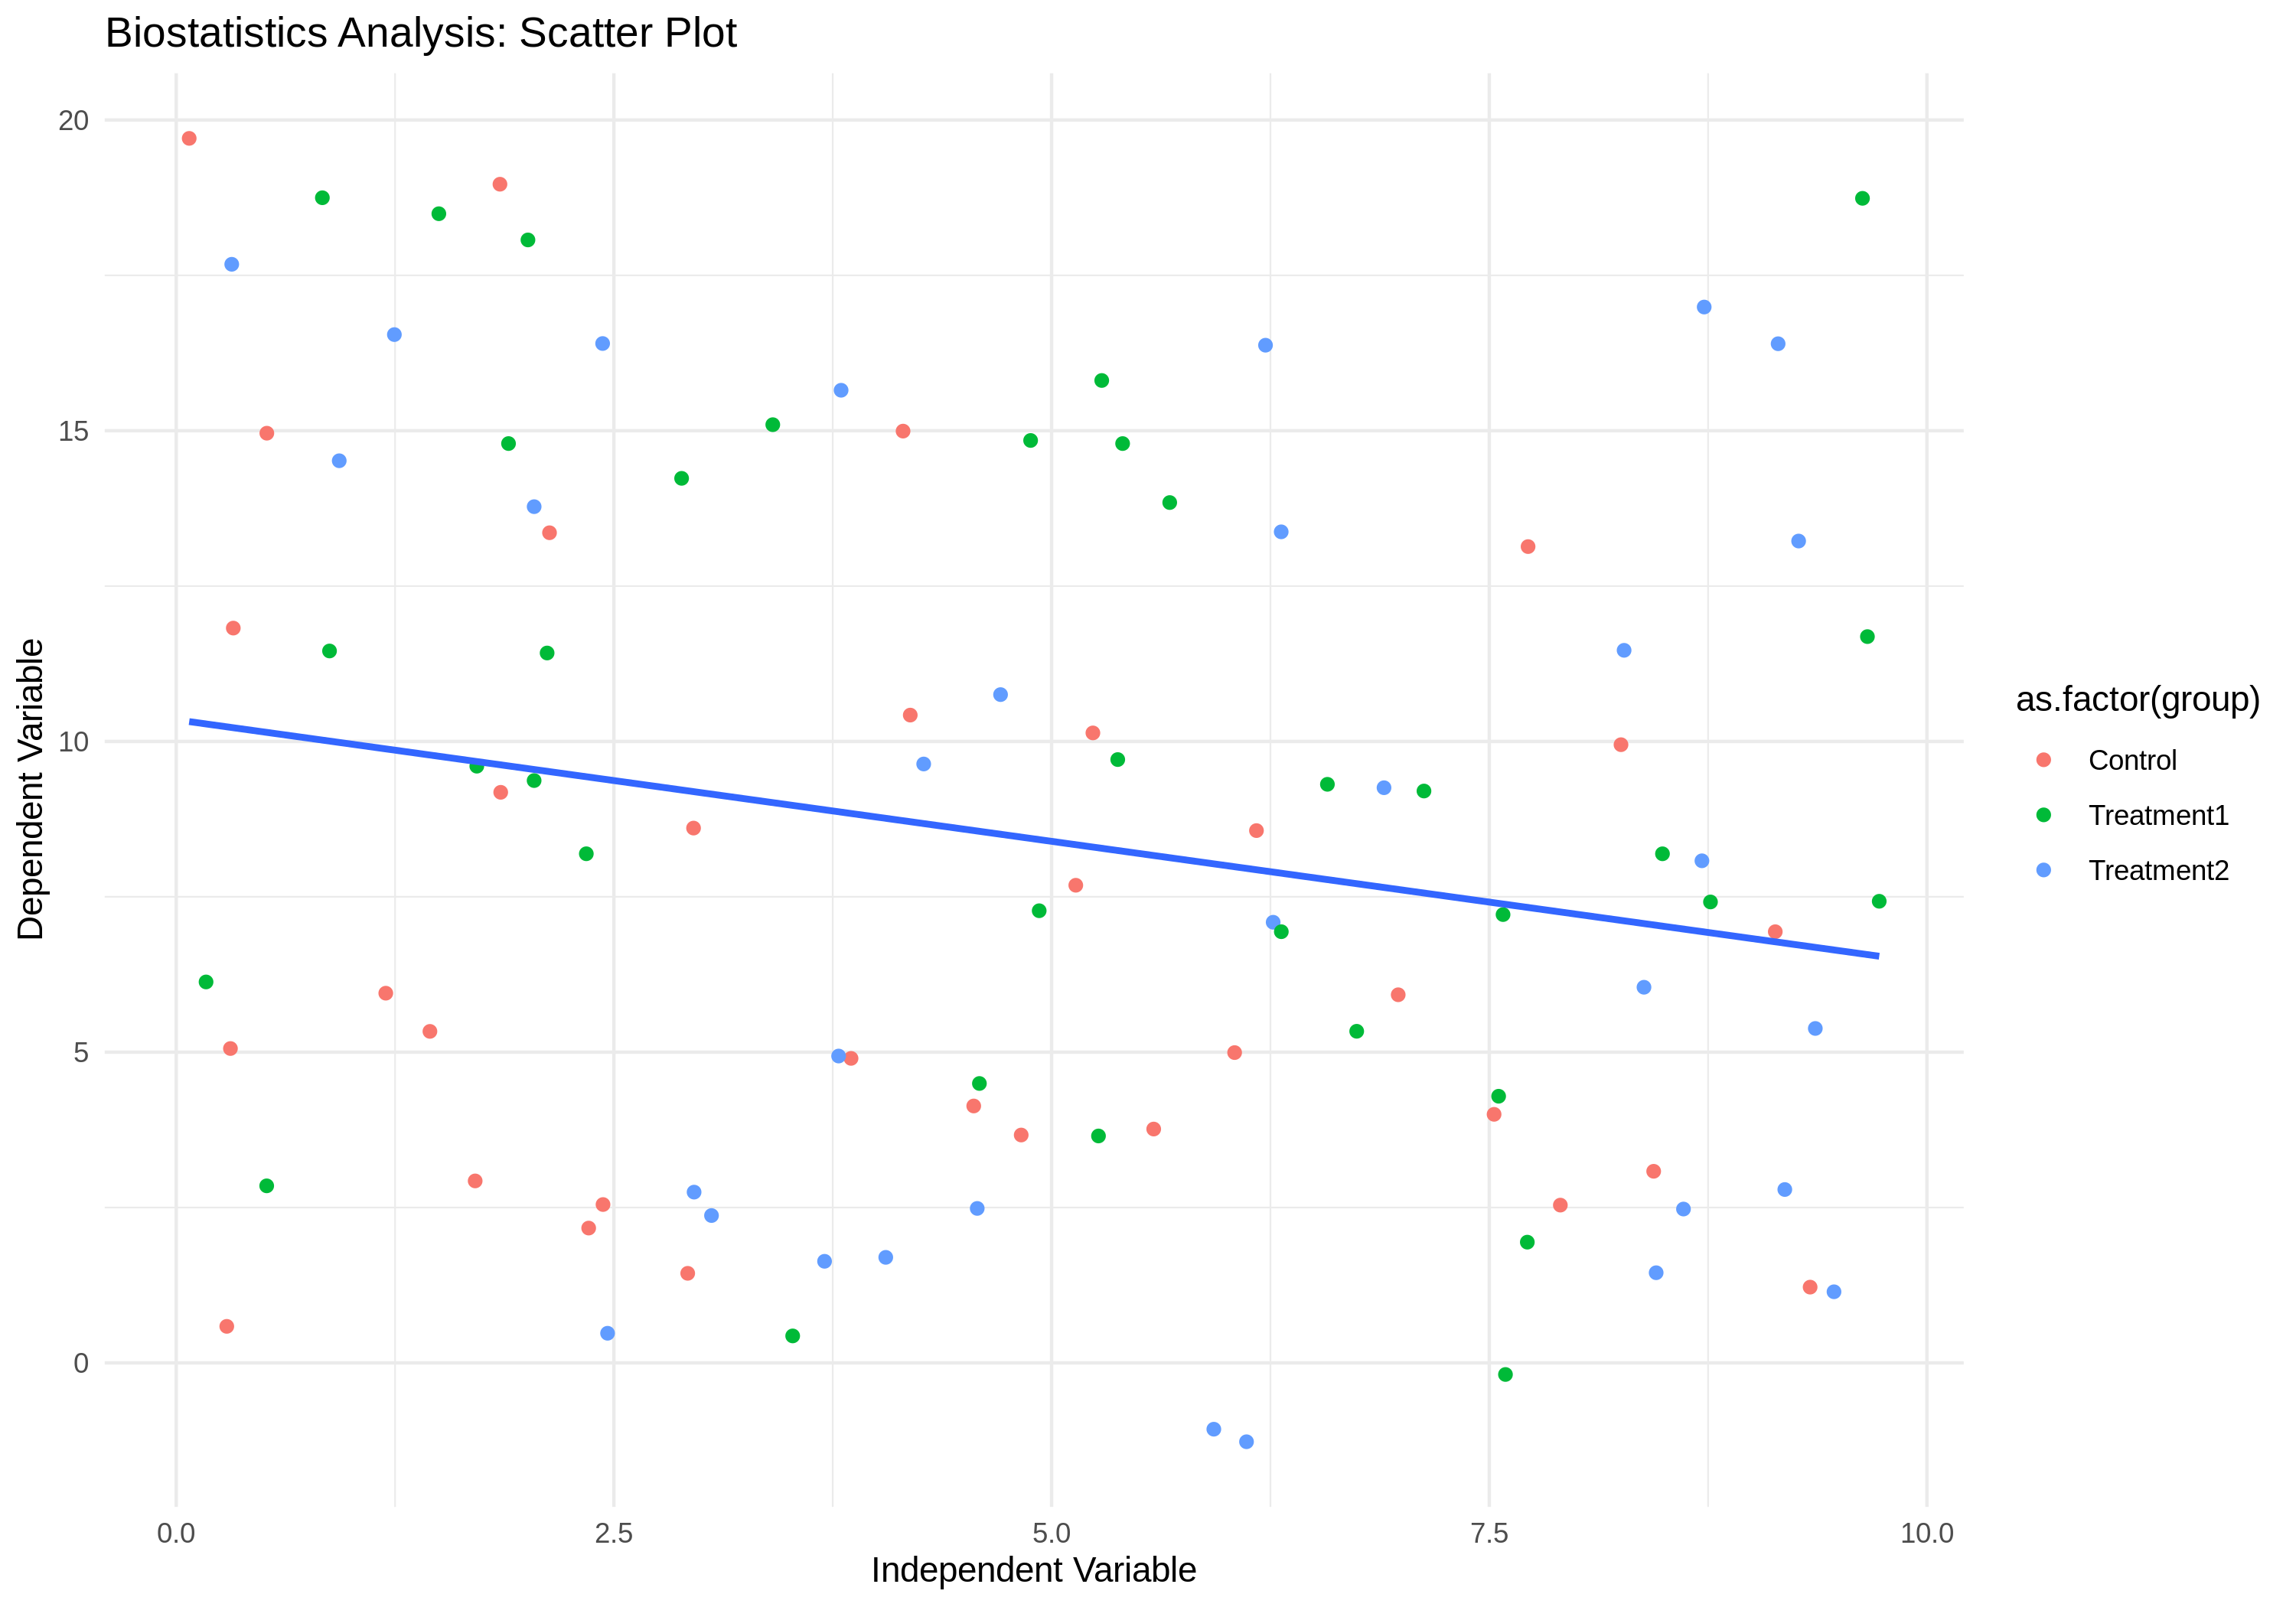 Biostatistics Analysis: Scatter Plot
20
15
10
5
0
Dependent Variable
0.0
2.5
5.0
7.5
10.0
Independent Variable
as.factor(group)
Control
Treatment1
Treatment2